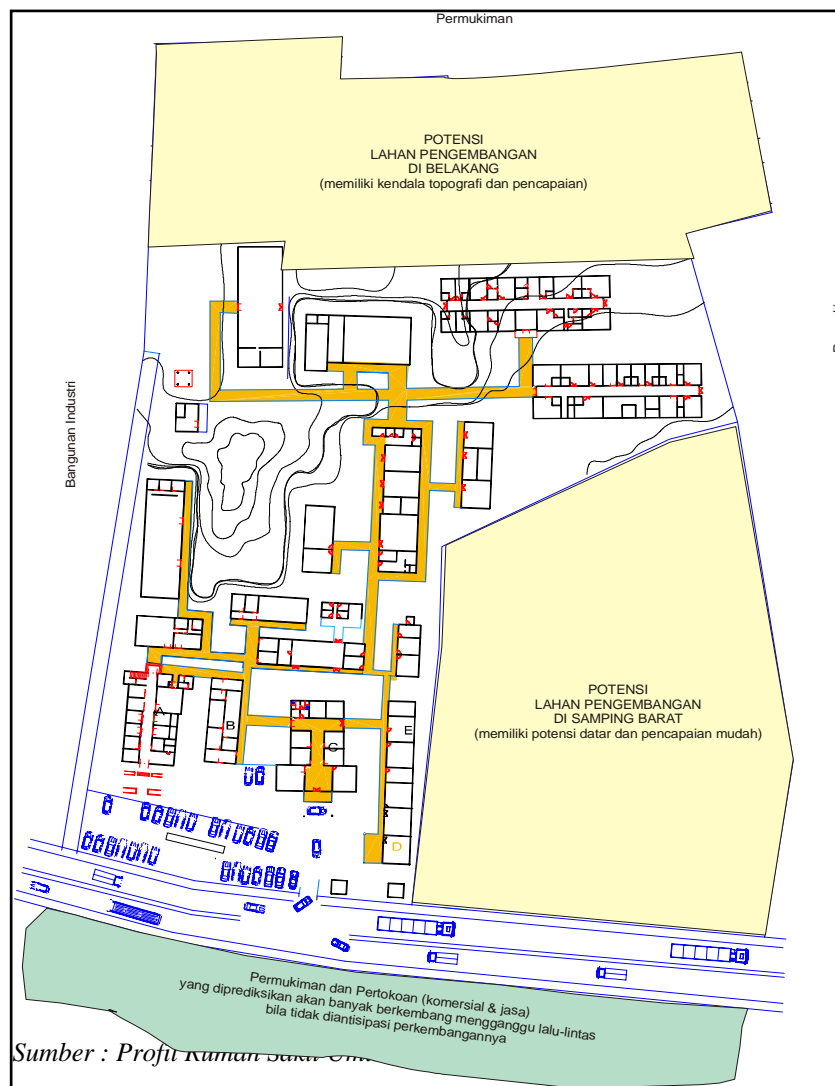 Permukiman
POTENSI
LAHAN PENGEMBANGAN
DI BELAKANG
(memiliki kendala topografi dan pencapaian)
Bangunan Industri
POTENSI
LAHAN PENGEMBANGAN
DI SAMPING BARAT
(memiliki potensi datar dan pencapaian mudah)
A
B
C
E
D
Permukiman dan Pertokoan (komersial & jasa)
yang diprediksikan akan banyak berkembang mengganggu lalu-lintas
bila tidak diantisipasi perkembangannya
Sumber : Profil Rumah Sakit